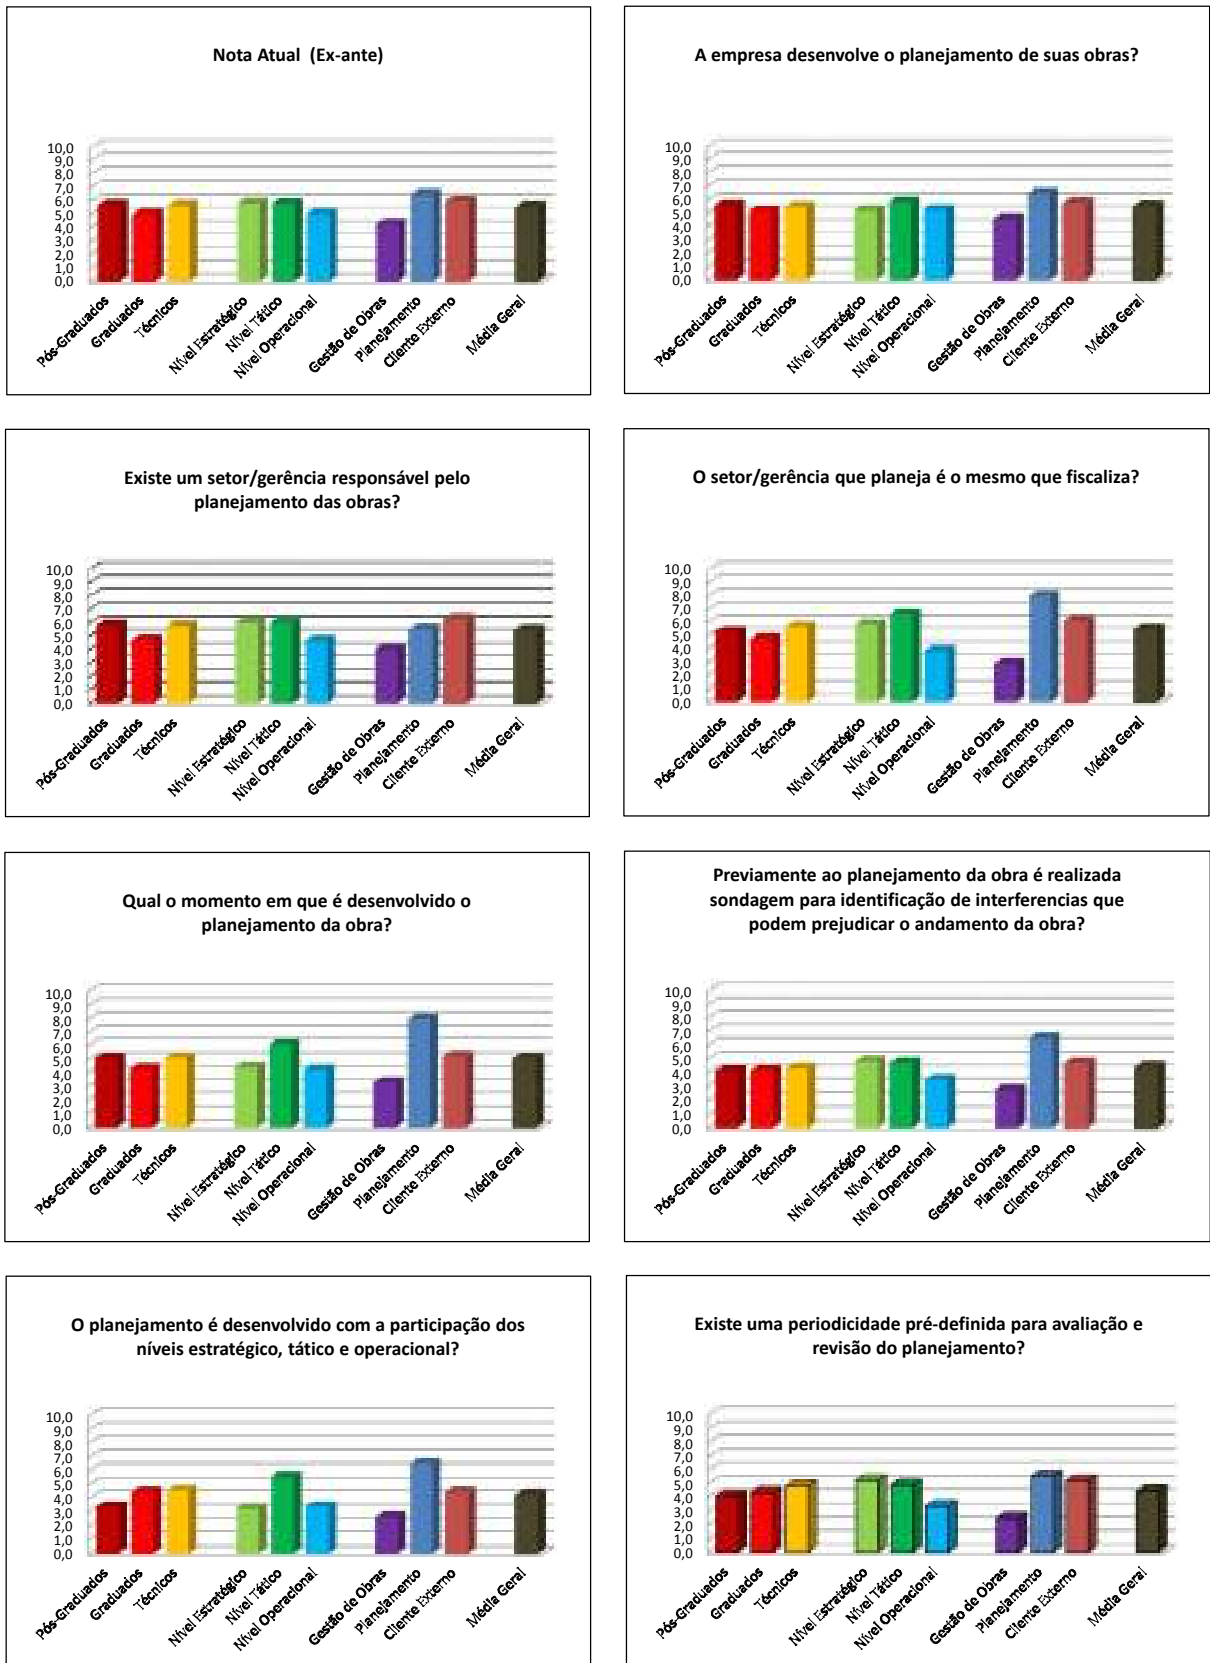 Nota Atual  (Ex-ante)
10,0
9,0
8,0
7,0
6,0
5,0
4,0
3,0
2,0
1,0
0,0
Pós-Graduados
Graduados
Técnicos
Nível Estratégico
Nível Tático
Nível Operacional
Gestão de Obras
Planejamento
Cliente Externo
Média Geral
A empresa desenvolve o planejamento de suas obras?
10,0
9,0
8,0
7,0
6,0
5,0
4,0
3,0
2,0
1,0
0,0
Pós-Graduados
Graduados
Técnicos
Nível Estratégico
Nível Tático
Nível Operacional
Gestão de Obras
Planejamento
Cliente Externo
Média Geral
Existe um setor/gerência responsável pelo
planejamento das obras?
10,0
9,0
8,0
7,0
6,0
5,0
4,0
3,0
2,0
1,0
0,0
Pós-Graduados
Graduados
Técnicos
Nível Estratégico
Nível Tático
Nível Operacional
Gestão de Obras
Planejamento
Cliente Externo
Média Geral
O setor/gerência que planeja é o mesmo que fiscaliza?
10,0
9,0
8,0
7,0
6,0
5,0
4,0
3,0
2,0
1,0
0,0
Pós-Graduados
Graduados
Técnicos
Nível Estratégico
Nível Tático
Nível Operacional
Gestão de Obras
Planejamento
Cliente Externo
Média Geral
Qual o momento em que é desenvolvido o
planejamento da obra?
10,0
9,0
8,0
7,0
6,0
5,0
4,0
3,0
2,0
1,0
0,0
Pós-Graduados
Graduados
Técnicos
Nível Estratégico
Nível Tático
Nível Operacional
Gestão de Obras
Planejamento
Cliente Externo
Média Geral
Previamente ao planejamento da obra é realizada
sondagem para identificação de interferencias que
podem prejudicar o andamento da obra?
10,0
9,0
8,0
7,0
6,0
5,0
4,0
3,0
2,0
1,0
0,0
Pós-Graduados
Graduados
Técnicos
Nível Estratégico
Nível Tático
Nível Operacional
Gestão de Obras
Planejamento
Cliente Externo
Média Geral
O planejamento é desenvolvido com a participação dos
níveis estratégico, tático e operacional?
10,0
9,0
8,0
7,0
6,0
5,0
4,0
3,0
2,0
1,0
0,0
Pós-Graduados
Graduados
Técnicos
Nível Estratégico
Nível Tático
Nível Operacional
Gestão de Obras
Planejamento
Cliente Externo
Média Geral
Existe uma periodicidade pré-definida para avaliação e
revisão do planejamento?
10,0
9,0
8,0
7,0
6,0
5,0
4,0
3,0
2,0
1,0
0,0
Pós-Graduados
Graduados
Técnicos
Nível Estratégico
Nível Tático
Nível Operacional
Gestão de Obras
Planejamento
Cliente Externo
Média Geral